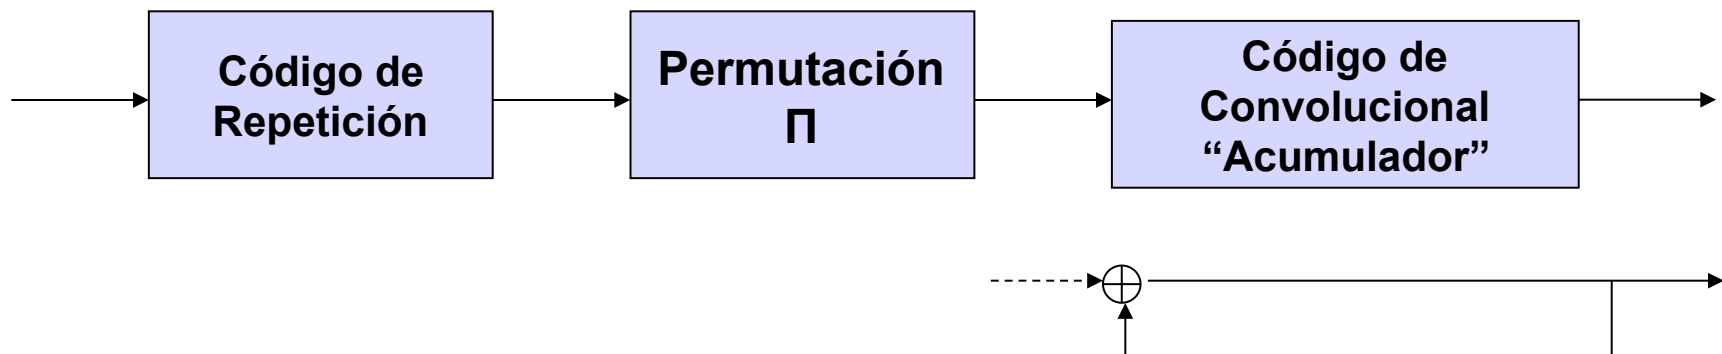 Código de
Repetición
Permutación
Π
Código de
Convolucional
“Acumulador”